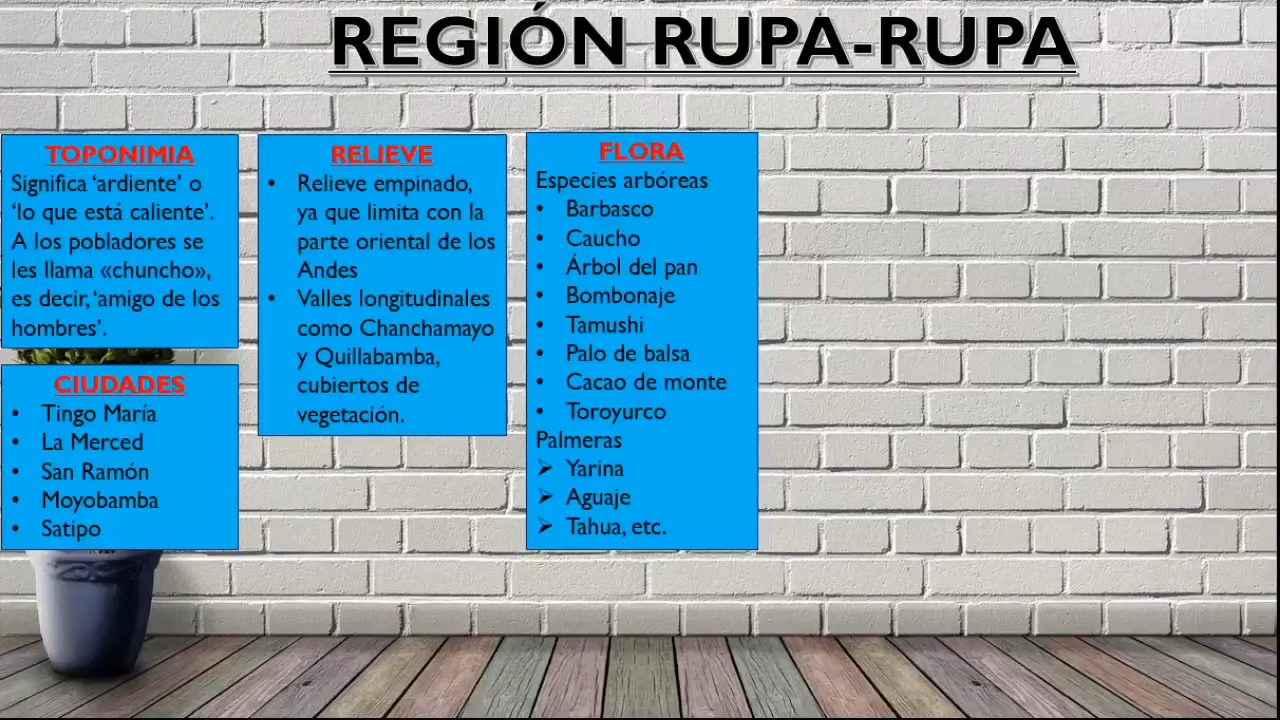 REGIÓN RUPA-RUPA
TOPONIMIA
Significa ‘ardiente’ o
‘lo que está caliente’.
A los pobladores se
les llama «chuncho»,
es decir, ‘amigo de los
hombres’.
CIUDADES
• Tingo María
• La Merced
• San Ramón
• Moyobamba
• Satipo
RELIEVE
• Relieve empinado,
ya que limita con la
parte oriental de los
Andes
• Valles longitudinales
como Chanchamayo
y Quillabamba,
cubiertos de
vegetación.
FLORA
Especies arbóreas
• Barbasco
• Caucho
• Árbol del pan
• Bombonaje
• Tamushi
• Palo de balsa
• Cacao de monte
• Toroyurco
Palmeras
➢ Yarina
➢ Aguaje
➢ Tahua, etc.